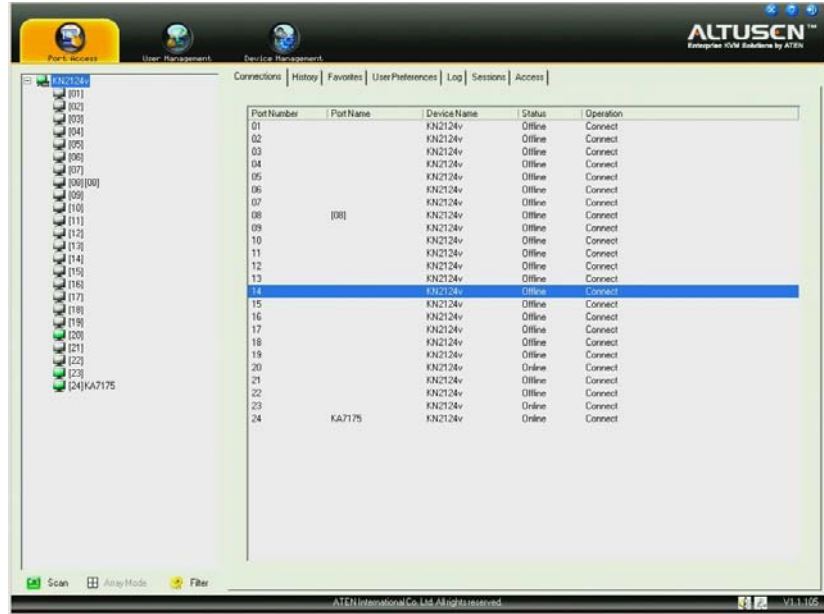 ALTUSEN™
Enterprise KVM Solutions by ATEN
Port Access User Management Device Management
Connections History Favorites User Preferences Log Sessions Access
KN2124v
[01]
[02]
[03]
[04]
[05]
[06]
[07]
[08][08]
[09]
[10]
[11]
[12]
[13]
[14]
[15]
[16]
[17]
[18]
[19]
[20]
[21]
[22]
[23]
[24]KA7175
Port Number Port Name Device Name Status Operation
01 KN2124v Offline Connect
02 KN2124v Offline Connect
03 KN2124v Offline Connect
04 KN2124v Offline Connect
05 KN2124v Offline Connect
06 KN2124v Offline Connect
07 KN2124v Offline Connect
08 [08] KN2124v Offline Connect
09 KN2124v Offline Connect
10 KN2124v Offline Connect
11 KN2124v Offline Connect
12 KN2124v Offline Connect
13 KN2124v Offline Connect
14 KN2124v Offline Connect
15 KN2124v Offline Connect
16 KN2124v Offline Connect
17 KN2124v Offline Connect
18 KN2124v Offline Connect
19 KN2124v Offline Connect
20 KN2124v Online Connect
21 KN2124v Offline Connect
22 KN2124v Offline Connect
23 KN2124v Online Connect
24 KA7175 KN2124v Online Connect
Scan Array Mode Filter
ATEN International Co. Ltd. All rights reserved. V1.1.105